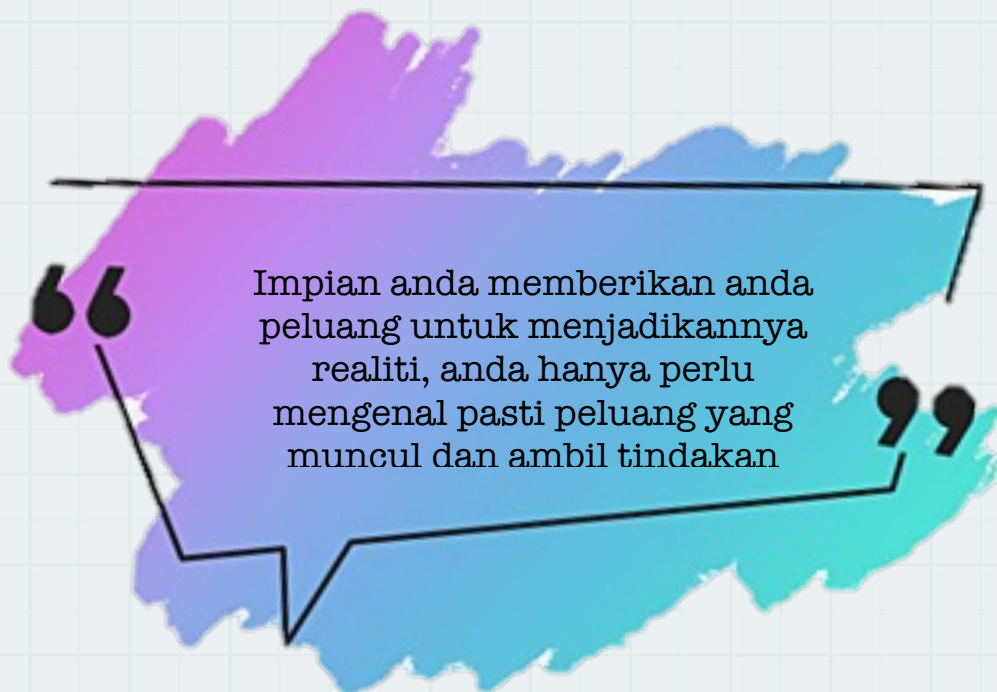 Impian anda memberikan anda
peluang untuk menjadikannya
realiti, anda hanya perlu
mengenal pasti peluang yang
muncul dan ambil tindakan